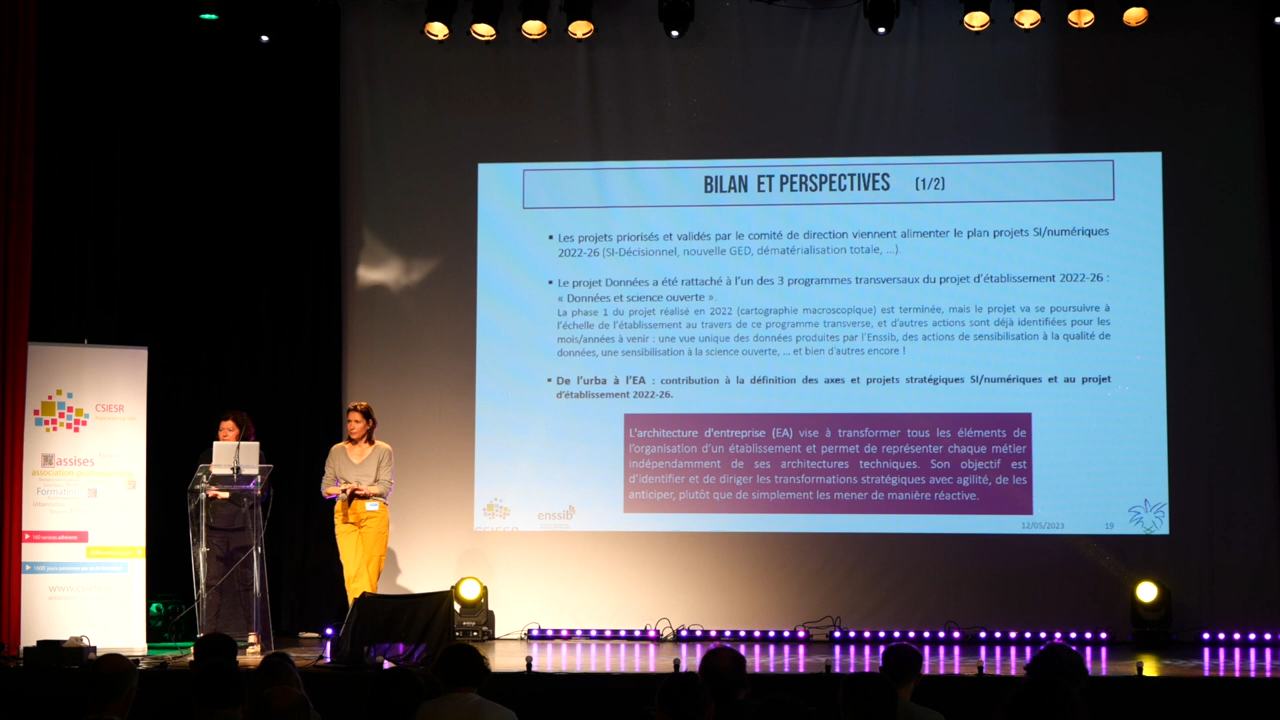 BILAN ET PERSPECTIVES (1/2)
▪ Les projets priorisés et validés par le comité de direction viennent alimenter le plan projets SI/numériques
2022-26 (SI-Décisionnel, nouvelle GED, dématérialisation totale, ...).
▪ Le projet Données a été rattaché à l'un des 3 programmes transversaux du projet d'établissement 2022-26 :
« Données et science ouverte ».
La phase 1 du projet réalisé en 2022 (cartographie macroscopique) est terminée, mais le projet va se poursuivre à
l'échelle de l'établissement au travers de ce programme transverse, et d'autres actions sont déjà identifiées pour les
mois/années à venir : une vue unique des données produites par l'Enssib, des actions de sensibilisation à la qualité de
données, une sensibilisation à la science ouverte, ... et bien d'autres encore !
▪ De l'urba à l'EA : contribution à la définition des axes et projets stratégiques SI/numériques et au projet
d'établissement 2022-26.
L'architecture d'entreprise (EA) vise à transformer tous les éléments de
l'organisation d'un établissement et permet de représenter chaque métier
indépendamment de ses architectures techniques. Son objectif est
d'identifier et de diriger les transformations stratégiques avec agilité, de les
anticiper, plutôt que de simplement les mener de manière réactive.
CSIESR
enssib
12/05/2023
19
CSIESR
assises
association
Formation
www.